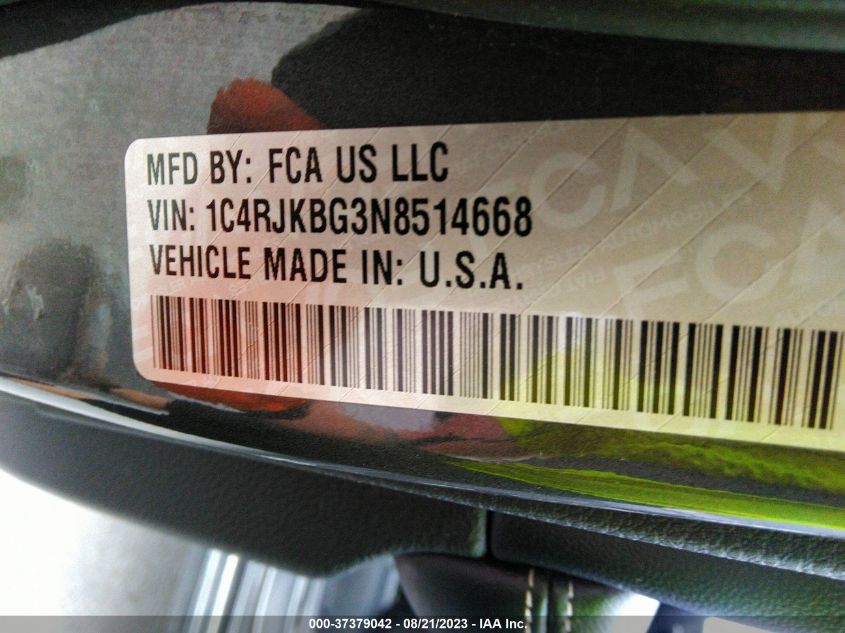 MFD BY: FCA US LLC
VIN: 1C4RJKBG3N8514668
VEHICLE MADE IN: U.S.A.
000-37379042 - 08/21/2023 - IAA Inc.